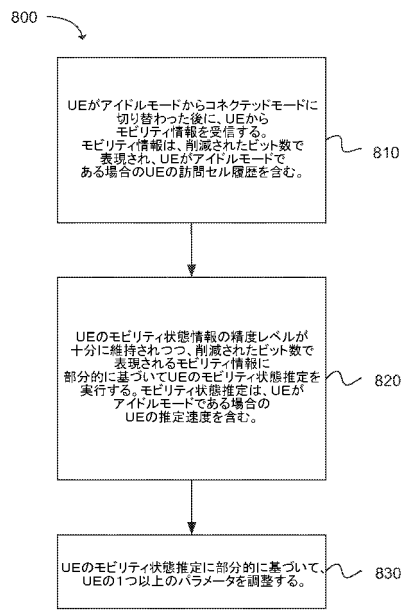 800
UEがアイドルモードからコネクテッドモードに
切り替わった後に、UEから
モビリティ情報を受信する。
モビリティ情報は、削減されたビット数で
表現され、UEがアイドルモードで
ある場合のUEの訪問セル履歴を含む。
810
UEのモビリティ状態情報の精度レベルが
十分に維持されつつ、削減されたビット数で
表現されるモビリティ情報に
部分的に基づいてUEのモビリティ状態推定を
実行する。モビリティ状態推定は、UEが
アイドルモードである場合の
UEの推定速度を含む。
820
UEのモビリティ状態推定に部分的に基づいて、
UEの1つ以上のパラメータを調整する。
830